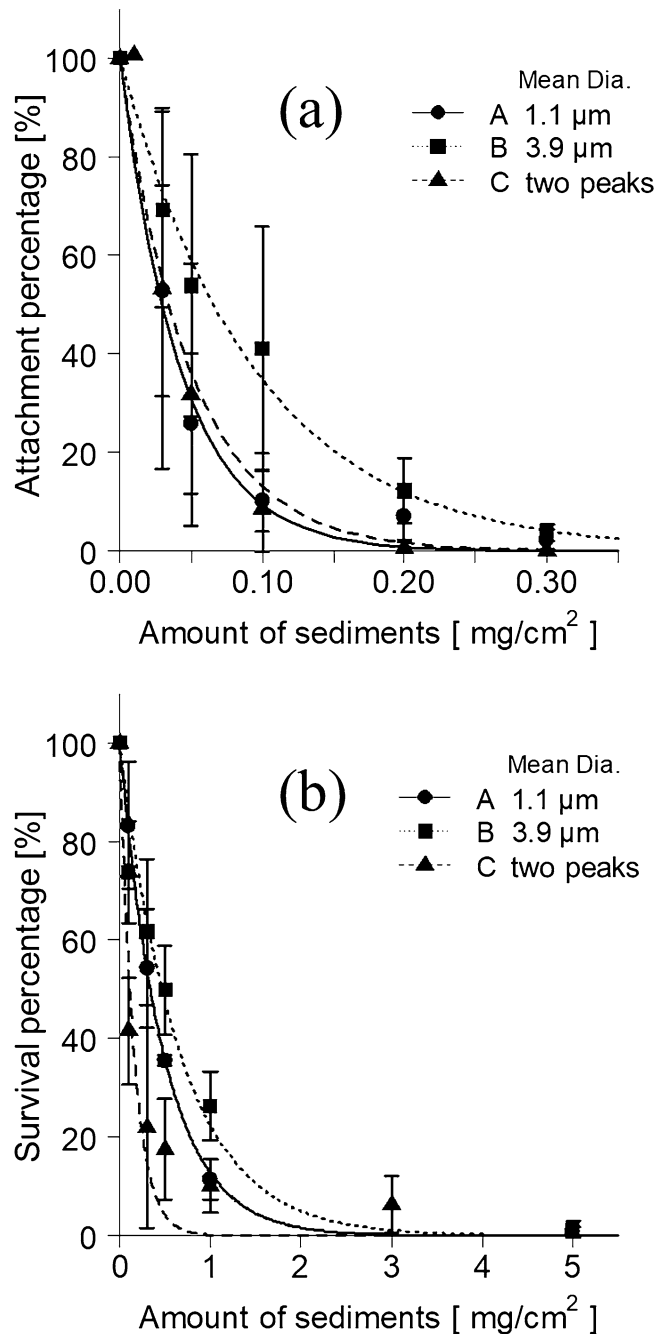 (a)
Mean Dia.
A 1.1 µm
B 3.9 µm
C two peaks
Attachment percentage [%]
100
80
60
40
20
0
0.00 0.10 0.20 0.30
Amount of sediments [ mg/cm² ]
(b)
Mean Dia.
A 1.1 µm
B 3.9 µm
C two peaks
Survival percentage [%]
100
80
60
40
20
0
0 1 2 3 4 5
Amount of sediments [ mg/cm² ]